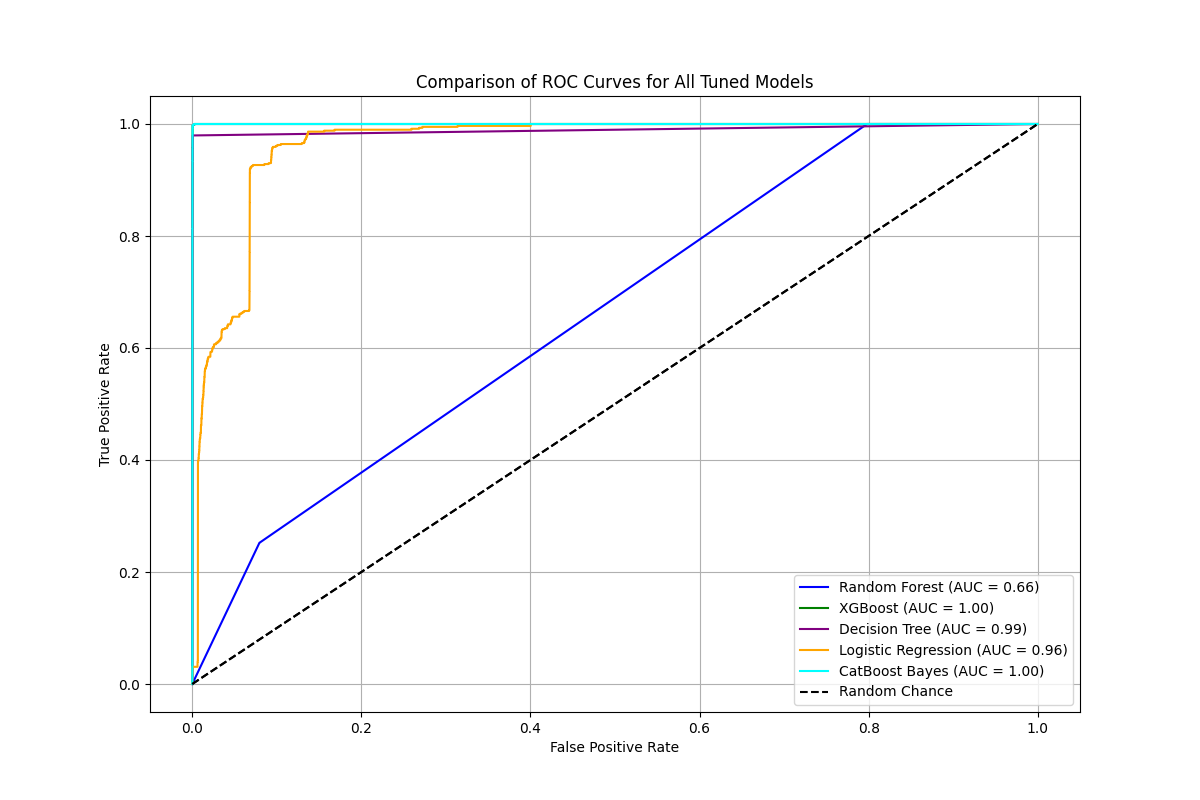 Comparison of ROC Curves for All Tuned Models
True Positive Rate
1.0
0.8
0.6
0.4
0.2
0.0
0.0 0.2 0.4 0.6 0.8 1.0
False Positive Rate
Random Forest (AUC = 0.66)
XGBoost (AUC = 1.00)
Decision Tree (AUC = 0.99)
Logistic Regression (AUC = 0.96)
CatBoost Bayes (AUC = 1.00)
Random Chance